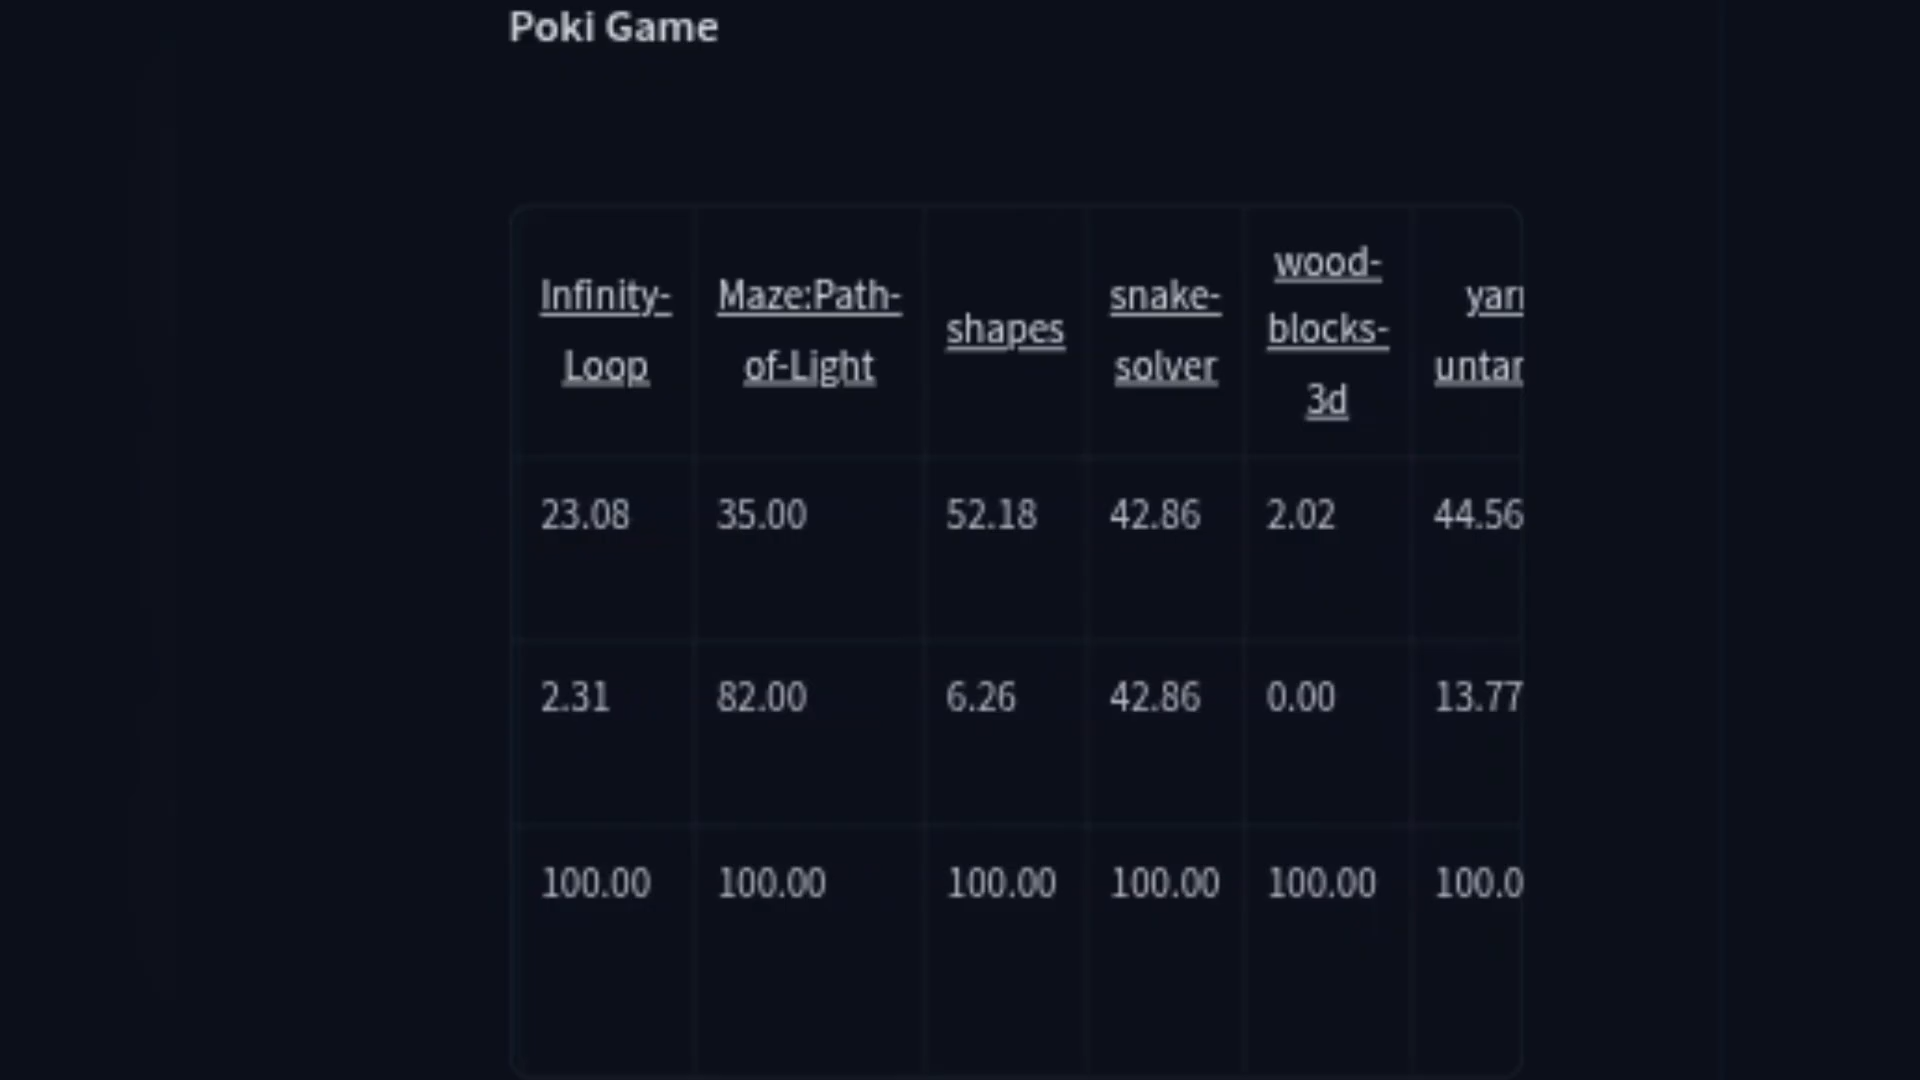 Poki Game
Infinity-
Loop
Maze:Path-
of-Light
shapes
snake-
solver
wood-
blocks-
3d
23.08 35.00 52.18 42.86 2.02 44.56
2.31 82.00 6.26 42.86 0.00 13.77
100.00 100.00 100.00 100.00 100.00 100.0